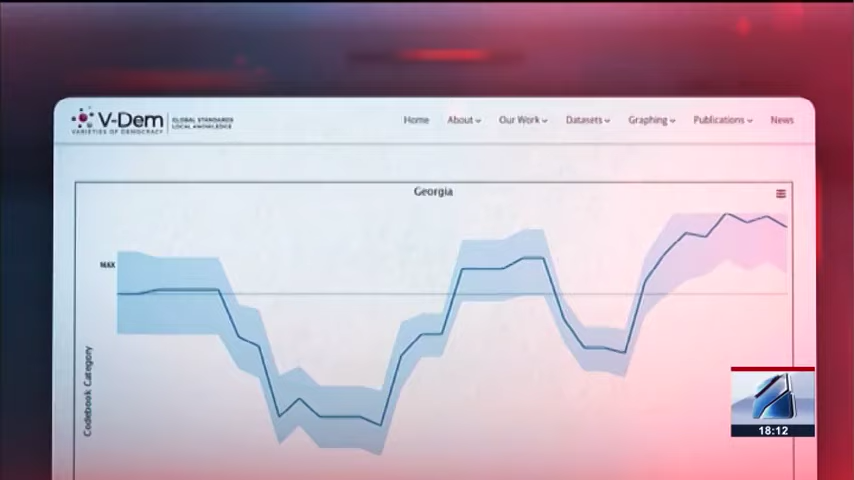 V-Dem
VARIETIES OF DEMOCRACY
GLOBAL STANDARDS
LOCAL KNOWLEDGE
Home About Our Work Datasets Graphing Publications News
Georgia
MAX
Codebook Category
18:12